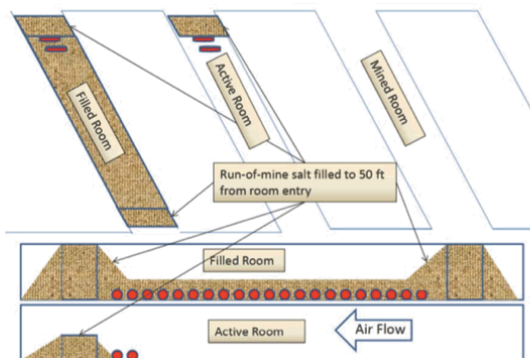 Filled Room
Active Room
Mined Room
Run-of-mine salt filled to 50 ft
from room entry
Filled Room
Active Room
Air Flow